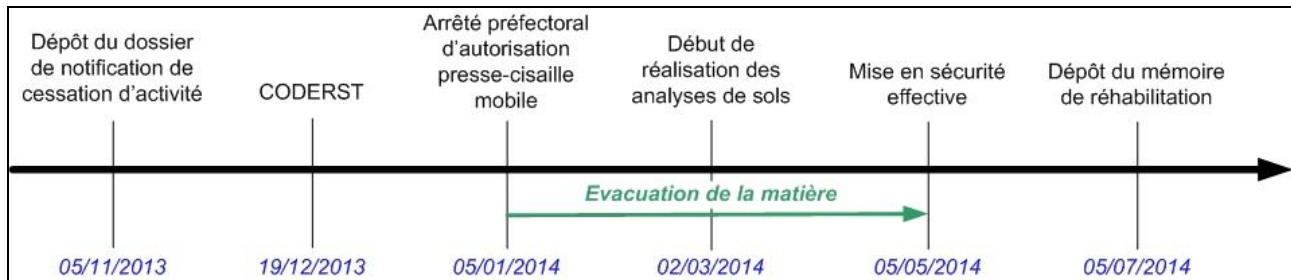 Dépôt du dossier
de notification de
cessation d'activité
CODERST
Arrêté préfectoral
d'autorisation
presse-cisaille
mobile
Début de
réalisation des
analyses de sols
Mise en sécurité
effective
Dépôt du mémoire
de réhabilitation
Evacuation de la matière
05/11/2013
19/12/2013
05/01/2014
02/03/2014
05/05/2014
05/07/2014